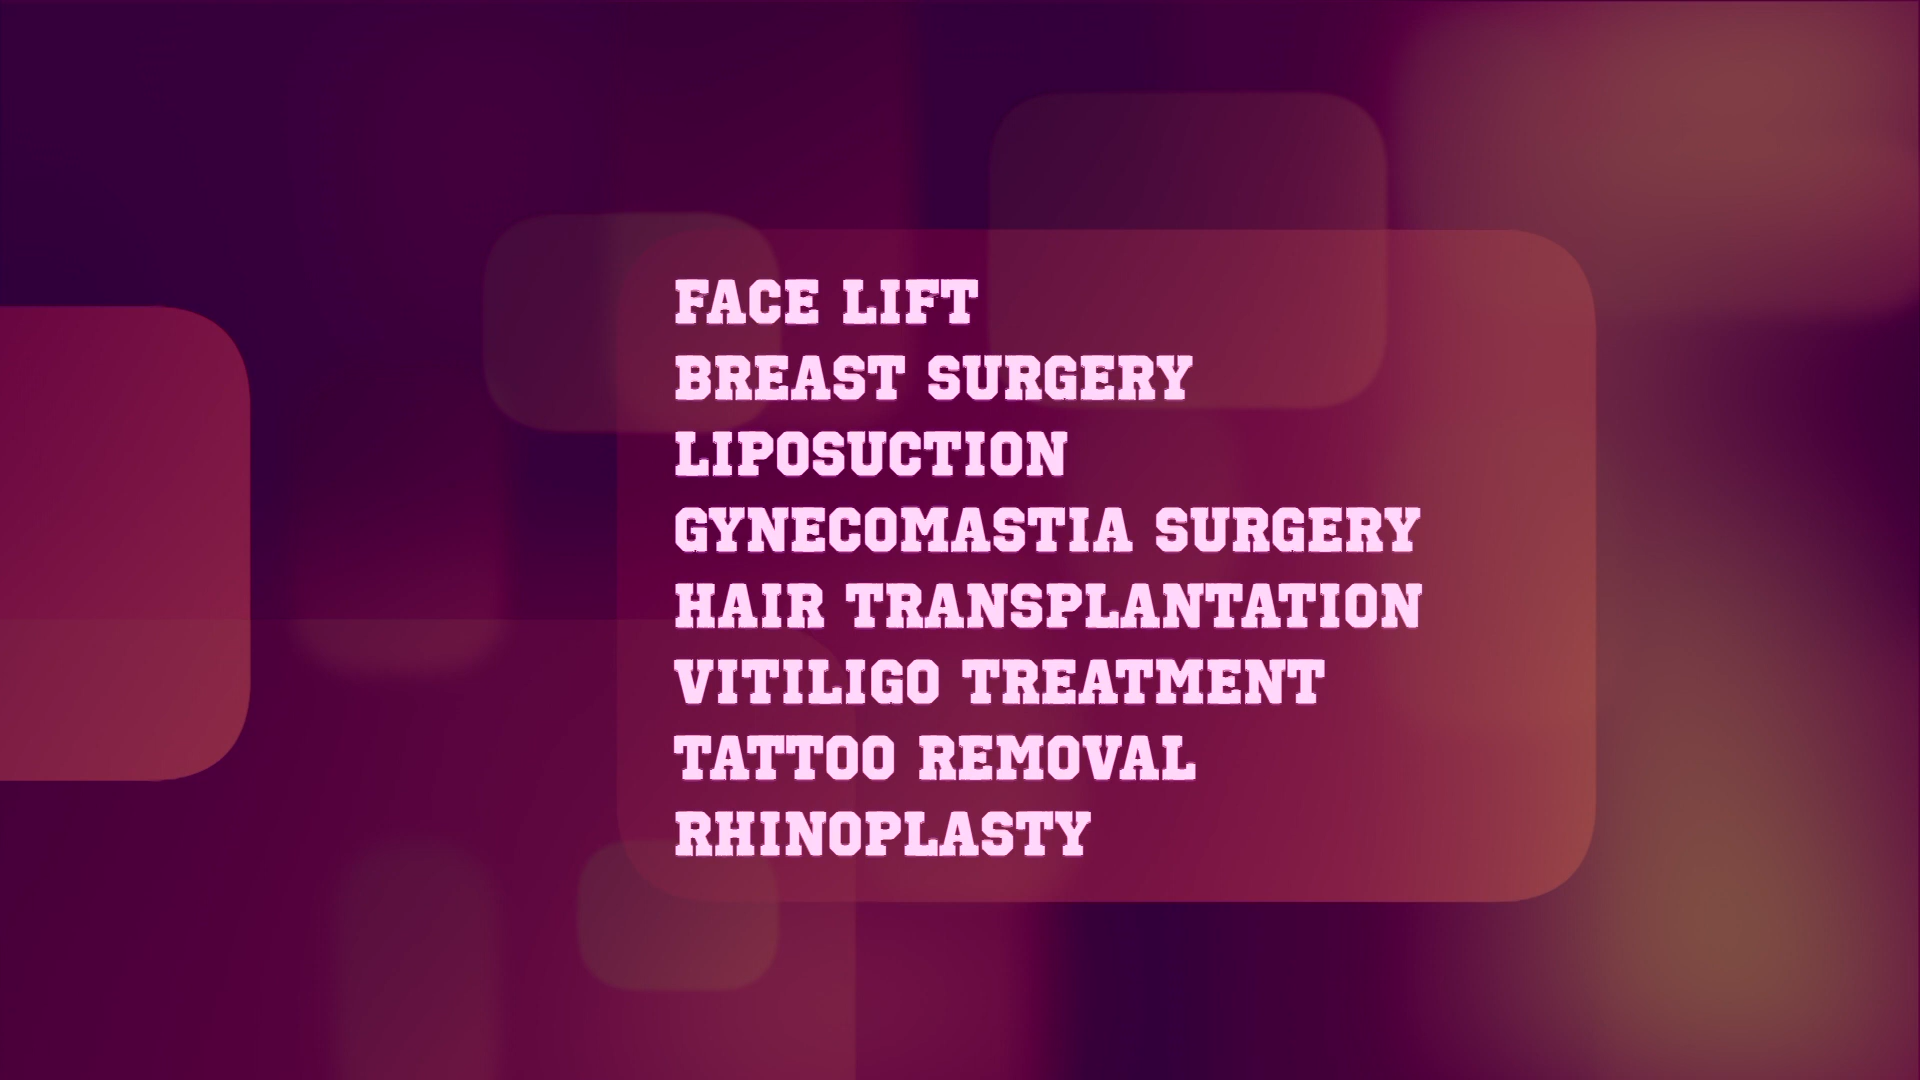 FACE LIFT
BREAST SURGERY
LIPOSUCTION
GYNECOMASTIA SURGERY
HAIR TRANSPLANTATION
VITILIGO TREATMENT
TATTOO REMOVAL
RHINOPLASTY